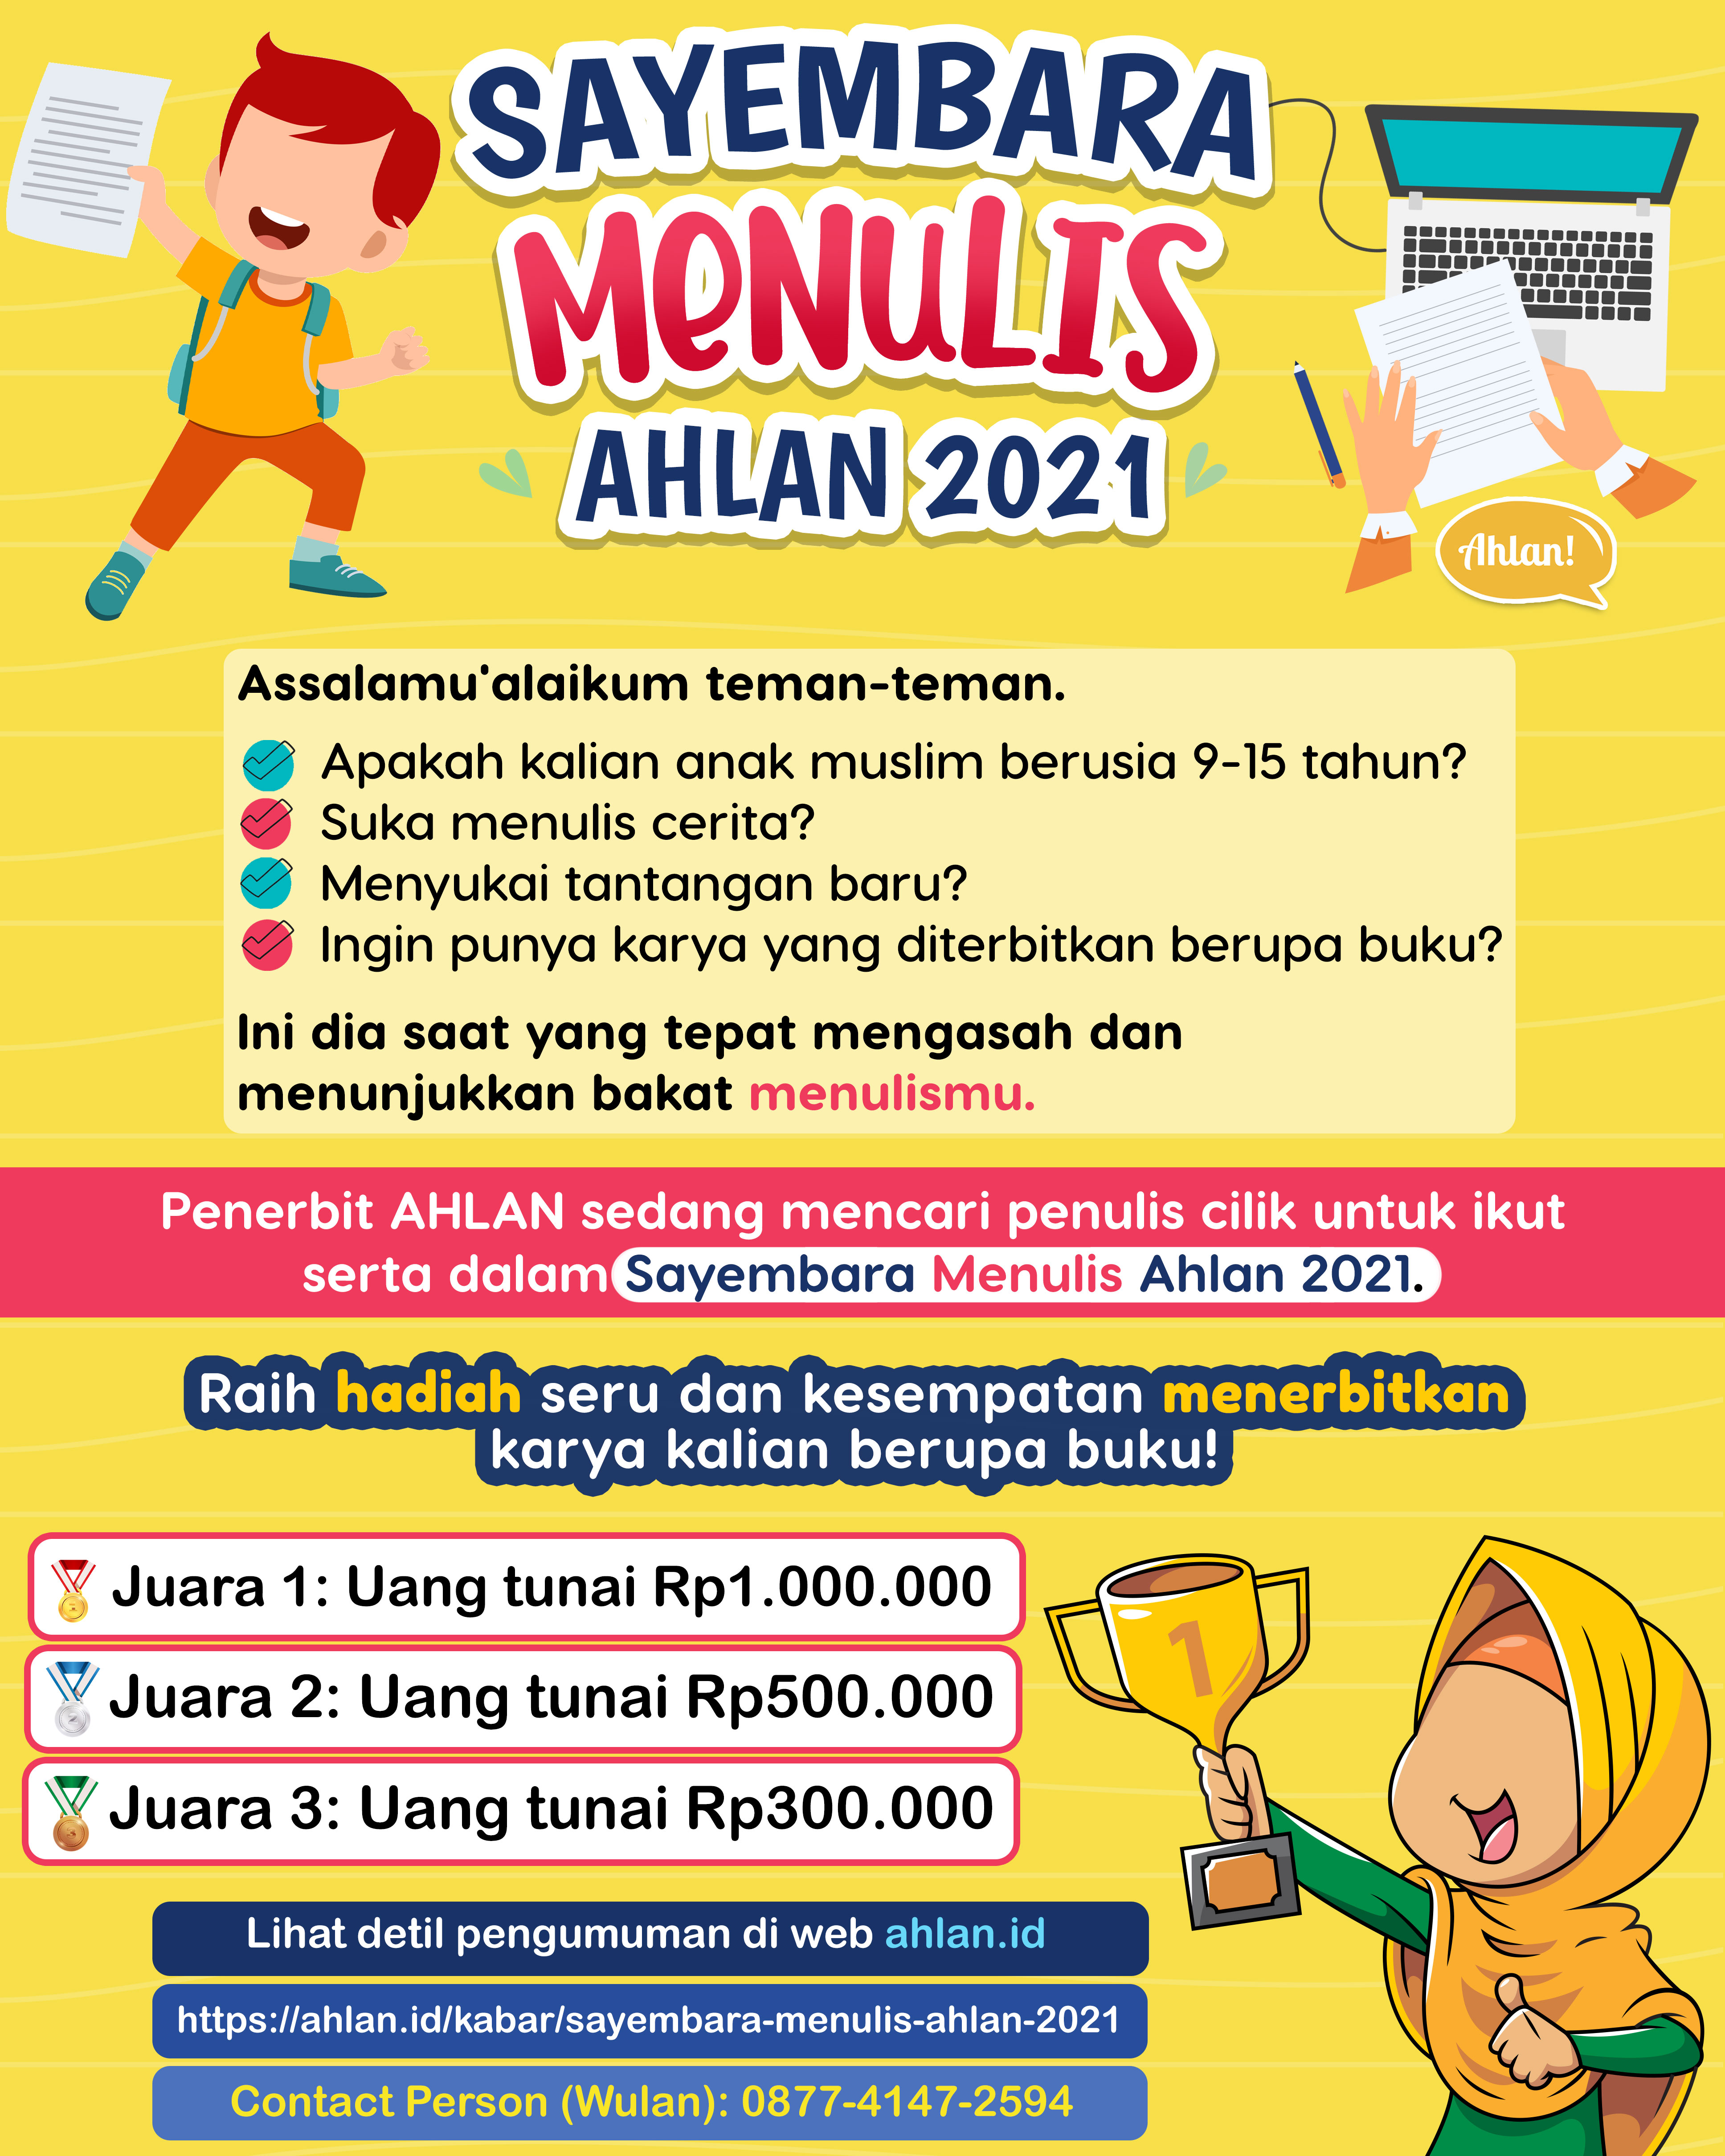 SAYEMBARA
MENULIS
AHLAN 2021
Ahlan!
Assalamu'alaikum teman-teman.
Apakah kalian anak muslim berusia 9-15 tahun?
Suka menulis cerita?
Menyukai tantangan baru?
Ingin punya karya yang diterbitkan berupa buku?
Ini dia saat yang tepat mengasah dan
menunjukkan bakat menulismu.
Penerbit AHLAN sedang mencari penulis cilik untuk ikut
serta dalam Sayembara Menulis Ahlan 2021.
Raih hadiah seru dan kesempatan menerbitkan
karya kalian berupa buku!
Juara 1: Uang tunai Rp1.000.000
Juara 2: Uang tunai Rp500.000
Juara 3: Uang tunai Rp300.000
1
Lihat detil pengumuman di web ahlan.id
https://ahlan.id/kabar/sayembara-menulis-ahlan-2021
Contact Person (Wulan): 0877-4147-2594